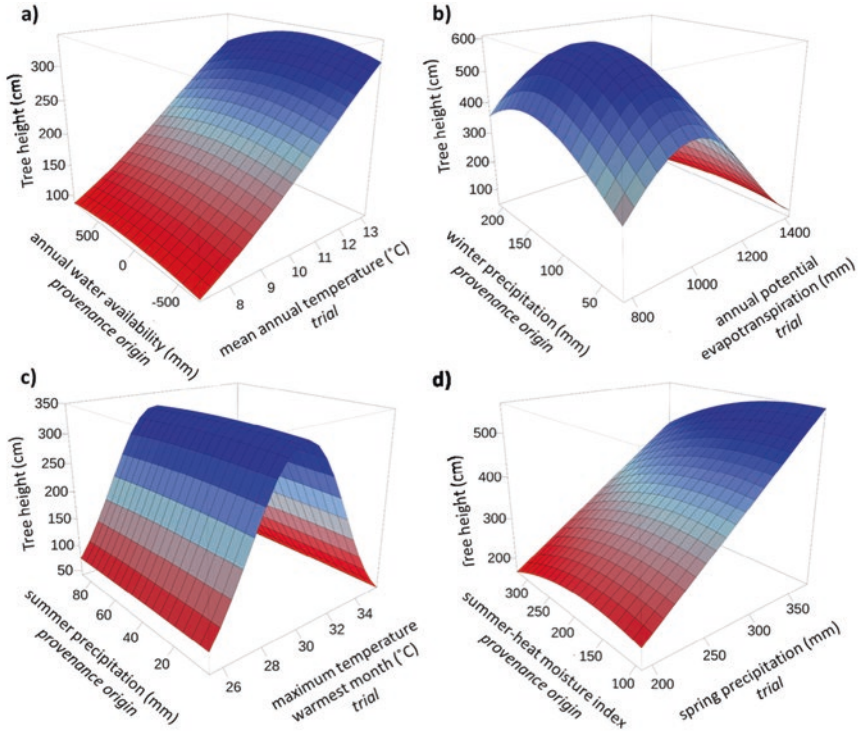 a)
Tree height (cm)
300
250
200
150
100
500
0
-500
annual water availability (mm)
provenance origin
8
9
10
11
12
13
mean annual temperature (˚C)
trial
b)
Tree height (cm)
600
500
400
300
200
100
200
150
100
50
winter precipitation (mm)
provenance origin
800
1000
1200
1400
annual potential
evapotranspiration (mm)
trial
c)
Tree height (cm)
350
300
250
200
150
100
50
80
60
40
20
summer precipitation (mm)
provenance origin
26
28
30
32
34
maximum temperature
warmest month (˚C)
trial
d)
free height (cm)
500
400
300
200
300
250
200
150
100
summer-heat moisture index
provenance origin
200
250
300
350
spring precipitation (mm)
trial